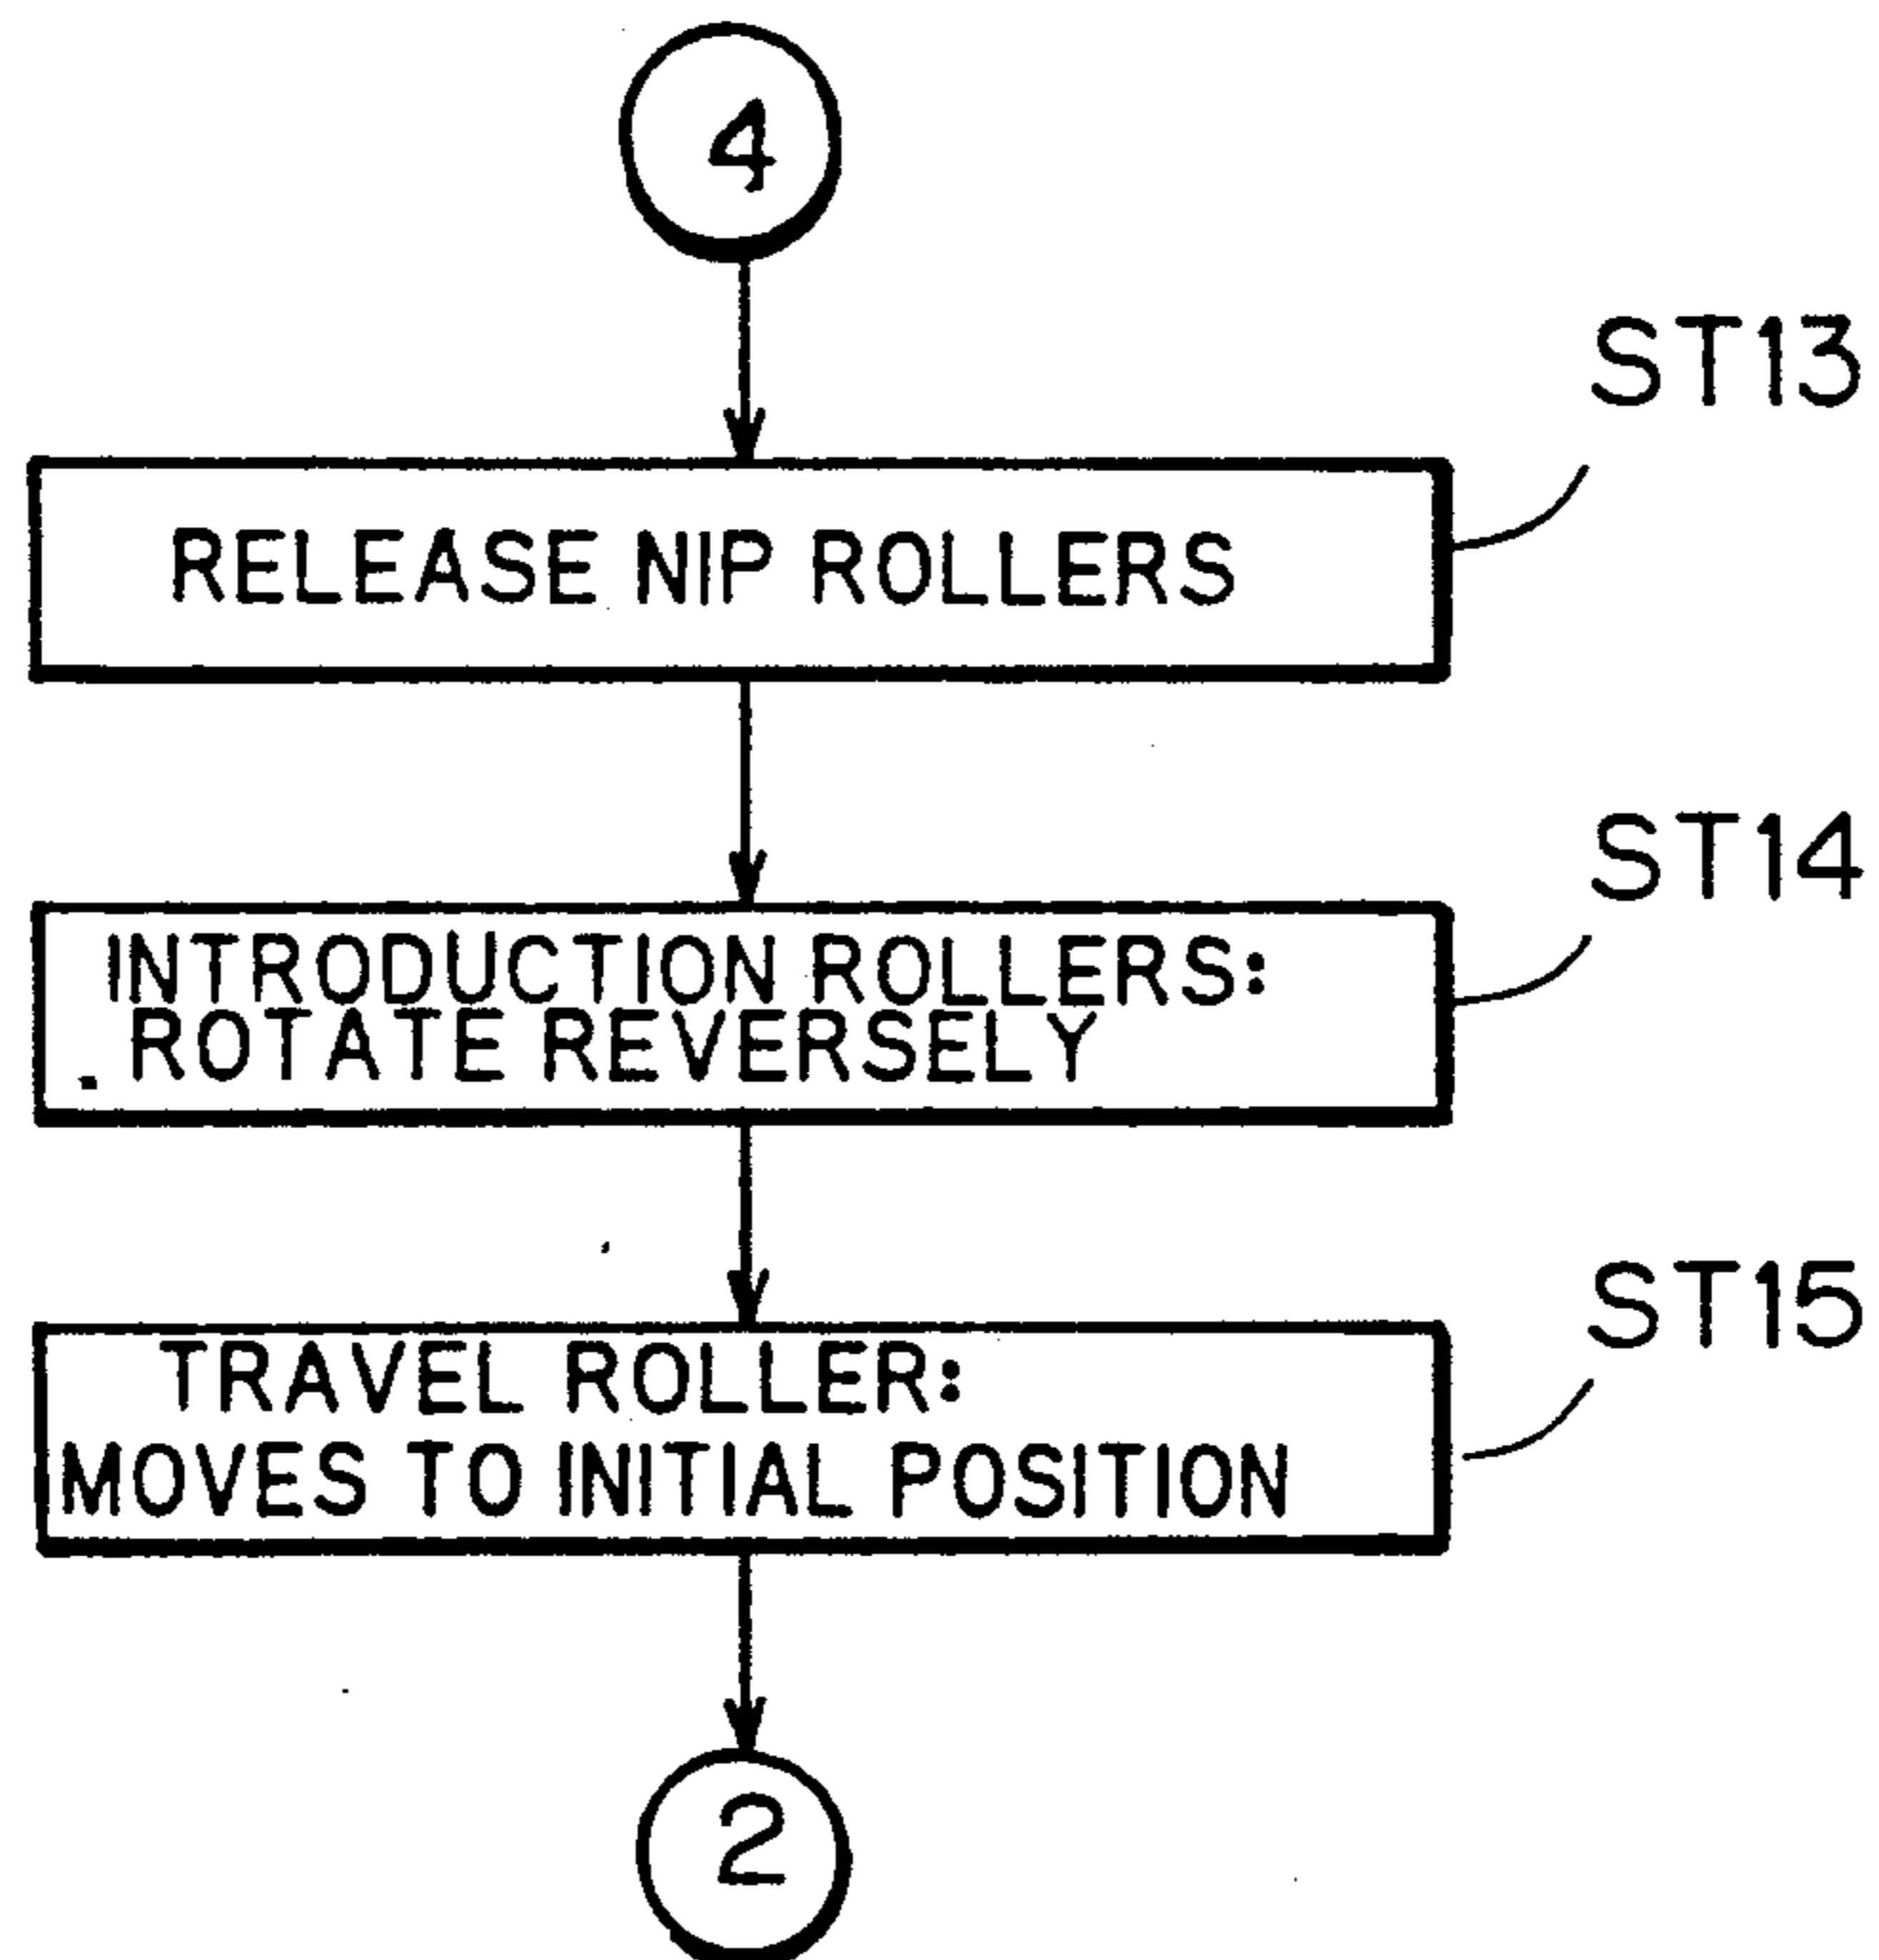 4
ST13
RELEASE NIP ROLLERS
ST14
INTRODUCTION ROLLERS:
ROTATE REVERSELY
ST15
TRAVEL ROLLER:
MOVES TO INITIAL POSITION
2